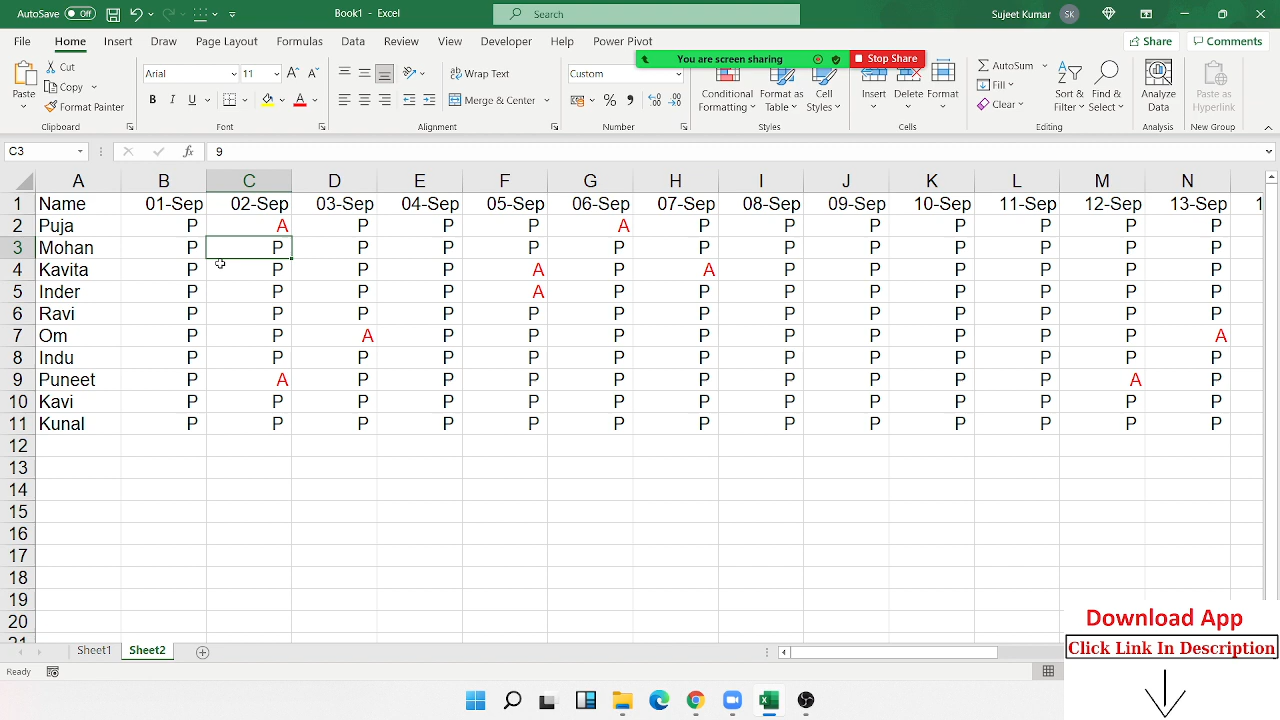 AutoSave Off Book1 - Excel Search Sujeet Kumar SK
File Home Insert Draw Page Layout Formulas Data Review View Developer Help Power Pivot Share Comments
You are screen sharing Stop Share
Paste Cut Copy Format Painter Clipboard
Arial 11 B I U A Font
Wrap Text Merge & Center Alignment
Custom % , Number
Conditional Formatting Format as Table Cell Styles Styles
Insert Delete Format Cells
AutoSum Fill Clear Sort & Filter Find & Select Editing
Analyze Data Analysis
Paste as Hyperlink New Group
C3 fx 9
A B C D E F G H I J K L M N
1 Name 01-Sep 02-Sep 03-Sep 04-Sep 05-Sep 06-Sep 07-Sep 08-Sep 09-Sep 10-Sep 11-Sep 12-Sep 13-Sep 1
2 Puja P A P P P A P P P P P P P
3 Mohan P P P P P P P P P P P P P
4 Kavita P P P P A P A P P P P P P
5 Inder P P P P A P P P P P P P P
6 Ravi P P P P P P P P P P P P P
7 Om P P A P P P P P P P P P A
8 Indu P P P P P P P P P P P P P
9 Puneet P A P P P P P P P P P A P
10 Kavi P P P P P P P P P P P P P
11 Kunal P P P P P P P P P P P P P
12
13
14
15
16
17
18
19
20
21
Sheet1 Sheet2
Ready
Download App
Click Link In Description